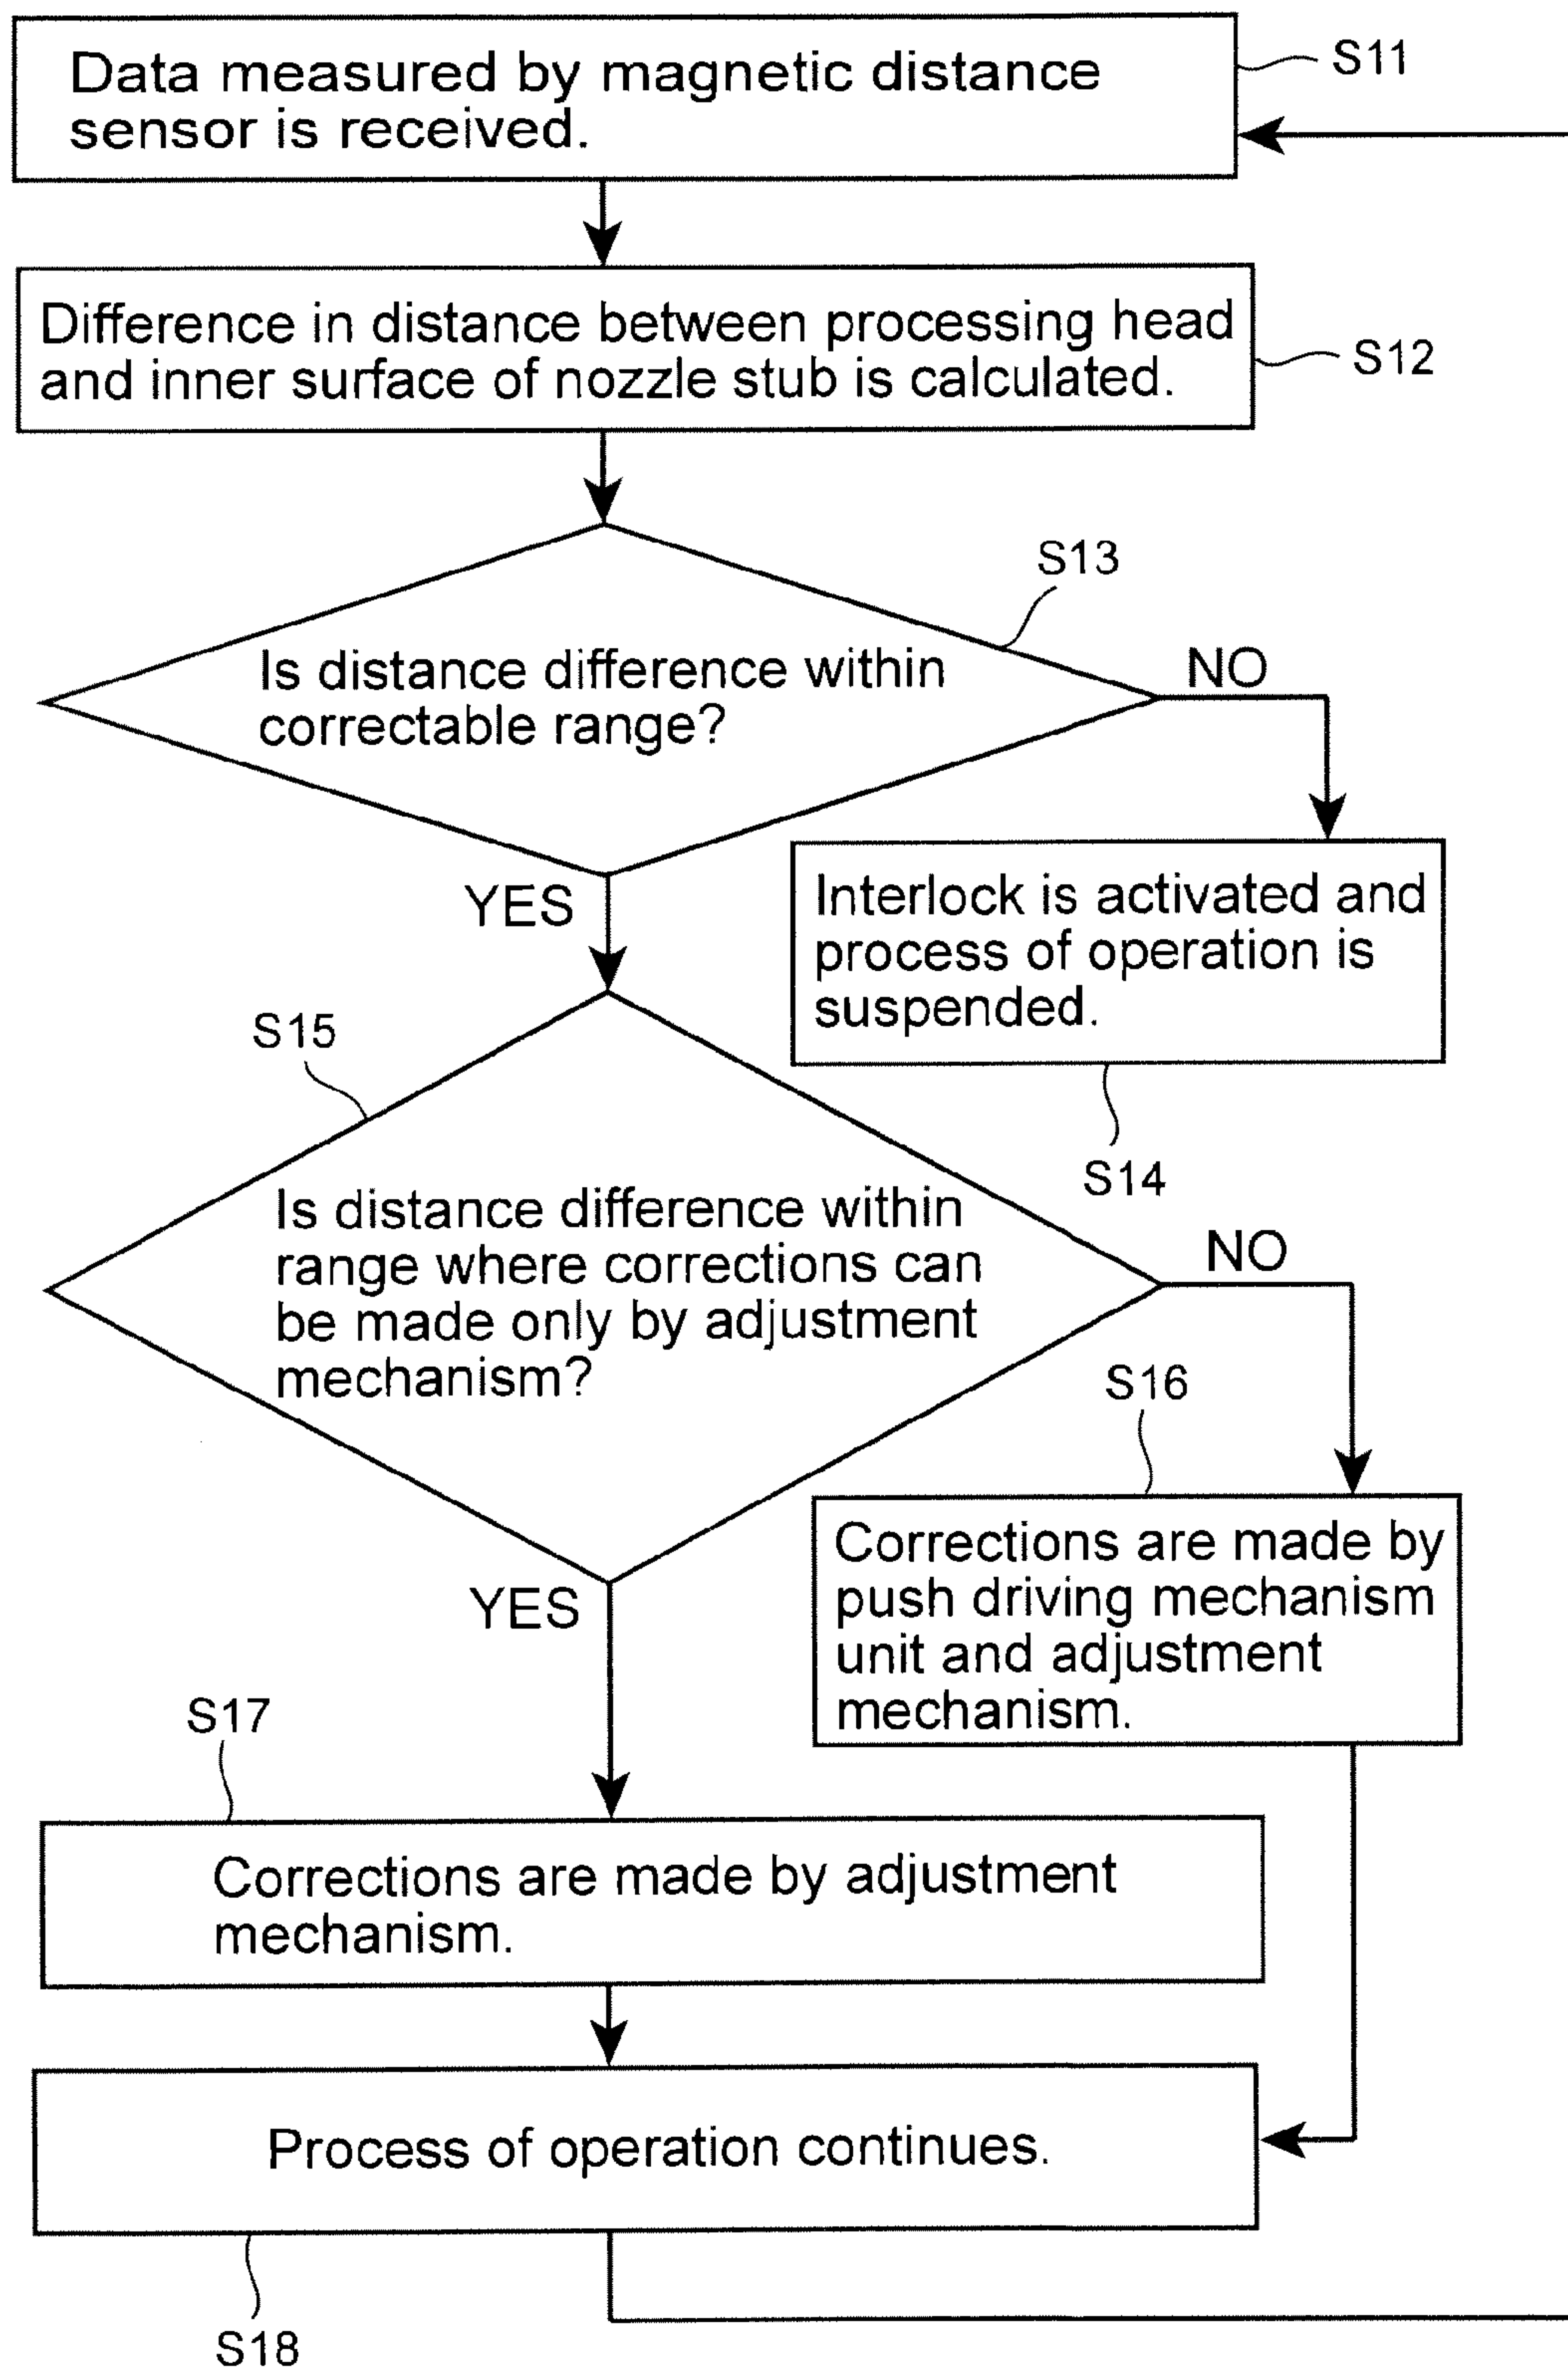 Data measured by magnetic distance
sensor is received.
S11
Difference in distance between processing head
and inner surface of nozzle stub is calculated.
S12
S13
Is distance difference within
correctable range?
NO
YES
Interlock is activated and
process of operation is
suspended.
S14
S15
Is distance difference within
range where corrections can
be made only by adjustment
mechanism?
NO
YES
S16
Corrections are made by
push driving mechanism
unit and adjustment
mechanism.
S17
Corrections are made by adjustment
mechanism.
Process of operation continues.
S18